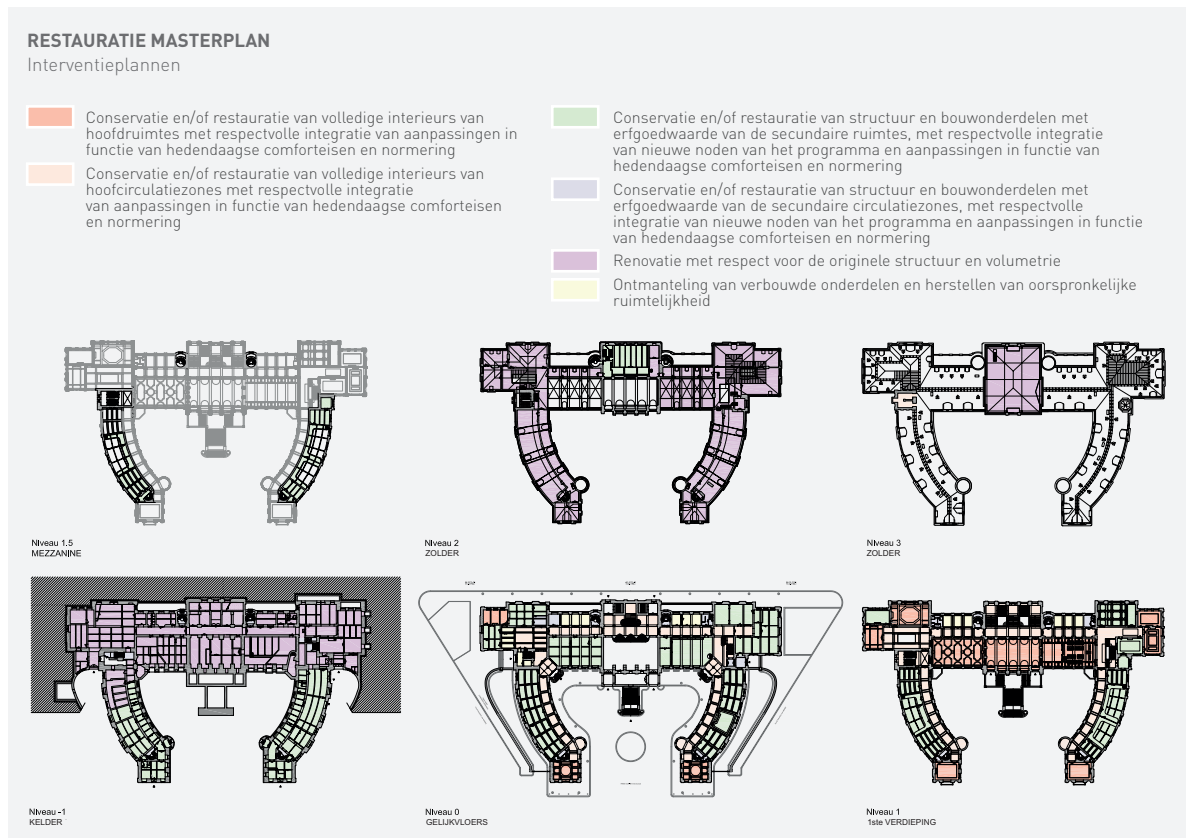 RESTAURATIE MASTERPLAN
Interventieplannen
Conservatie en/of restauratie van volledige interieurs van
hoofdruimtes met respectvolle integratie van aanpassingen in
functie van hedendaagse comforteisen en normering
Conservatie en/of restauratie van volledige interieurs van
hoofcirculatiezones met respectvolle integratie
van aanpassingen in functie van hedendaagse comforteisen
en normering
Conservatie en/of restauratie van structuur en bouwonderdelen met
erfgoedwaarde van de secundaire ruimtes, met respectvolle integratie
van nieuwe noden van het programma en aanpassingen in functie van
hedendaagse comforteisen en normering
Conservatie en/of restauratie van structuur en bouwonderdelen met
erfgoedwaarde van de secundaire circulatiezones, met respectvolle
integratie van nieuwe noden van het programma en aanpassingen in functie
van hedendaagse comforteisen en normering
Renovatie met respect voor de originele structuur en volumetrie
Ontmanteling van verbouwde onderdelen en herstellen van oorspronkelijke
ruimtelijkheid
Niveau 1.5
MEZZANINE
Niveau 2
ZOLDER
Niveau 3
ZOLDER
Niveau -1
KELDER
Niveau 0
GELIJKVLOERS
Niveau 1
1ste VERDIEPING